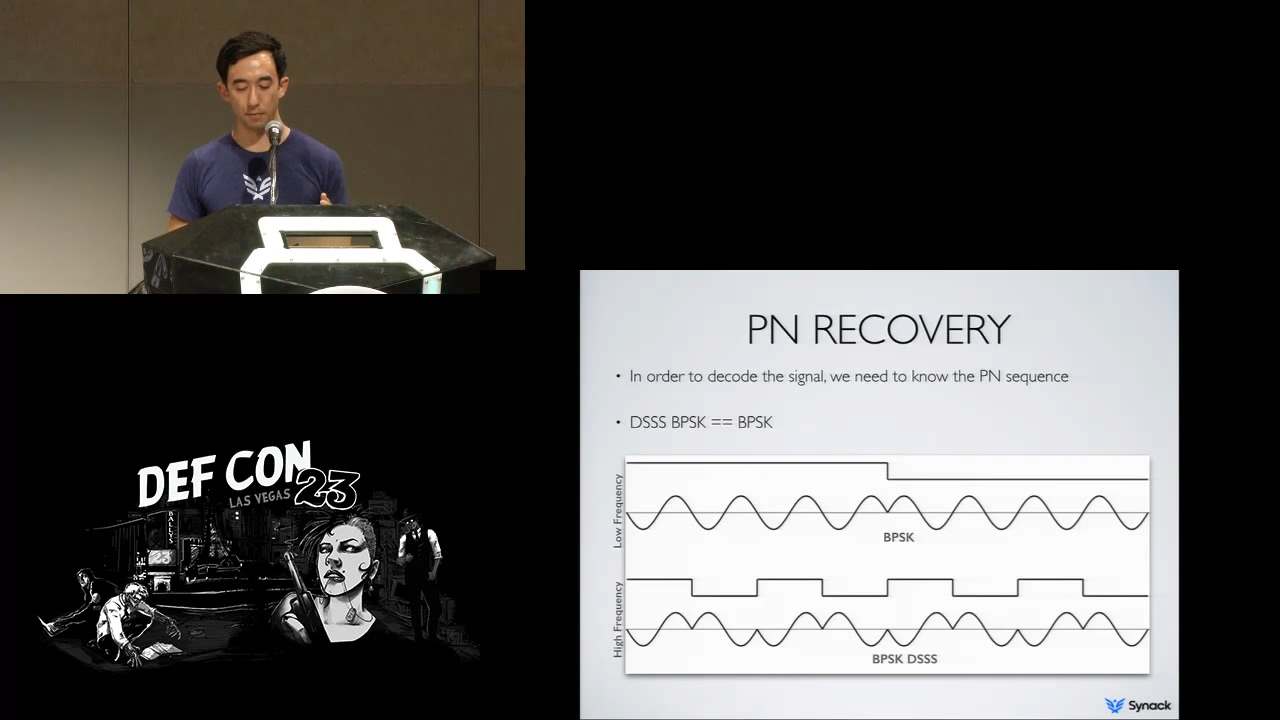 PN RECOVERY
• In order to decode the signal, we need to know the PN sequence
• DSSS BPSK == BPSK
Low Frequency
BPSK
High Frequency
BPSK DSSS
Synack
DEF CON
LAS VEGAS 23
BALLYS